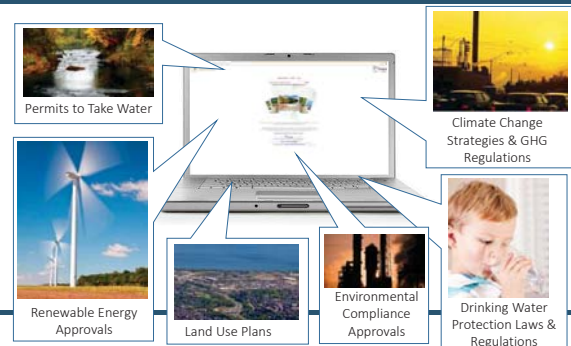 Permits to Take Water
Climate Change
Strategies & GHG
Regulations
Renewable Energy
Approvals
Land Use Plans
Environmental
Compliance
Approvals
Drinking Water
Protection Laws &
Regulations